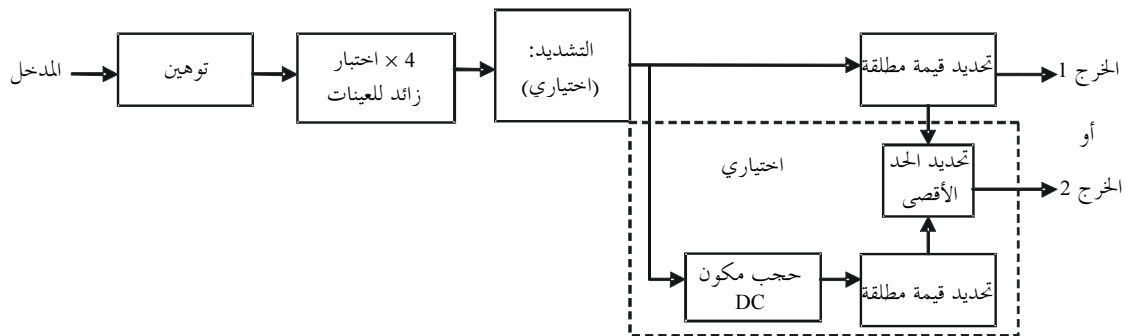 المدخل
توهين
4 × اختبار
زائد للعينات
التشديد:
(اختياري)
تحديد قيمة مطلقة
الخرج 1
أو
الخرج 2
تحديد الحد
الأقصى
اختياري
حجب مكون
DC
تحديد قيمة مطلقة